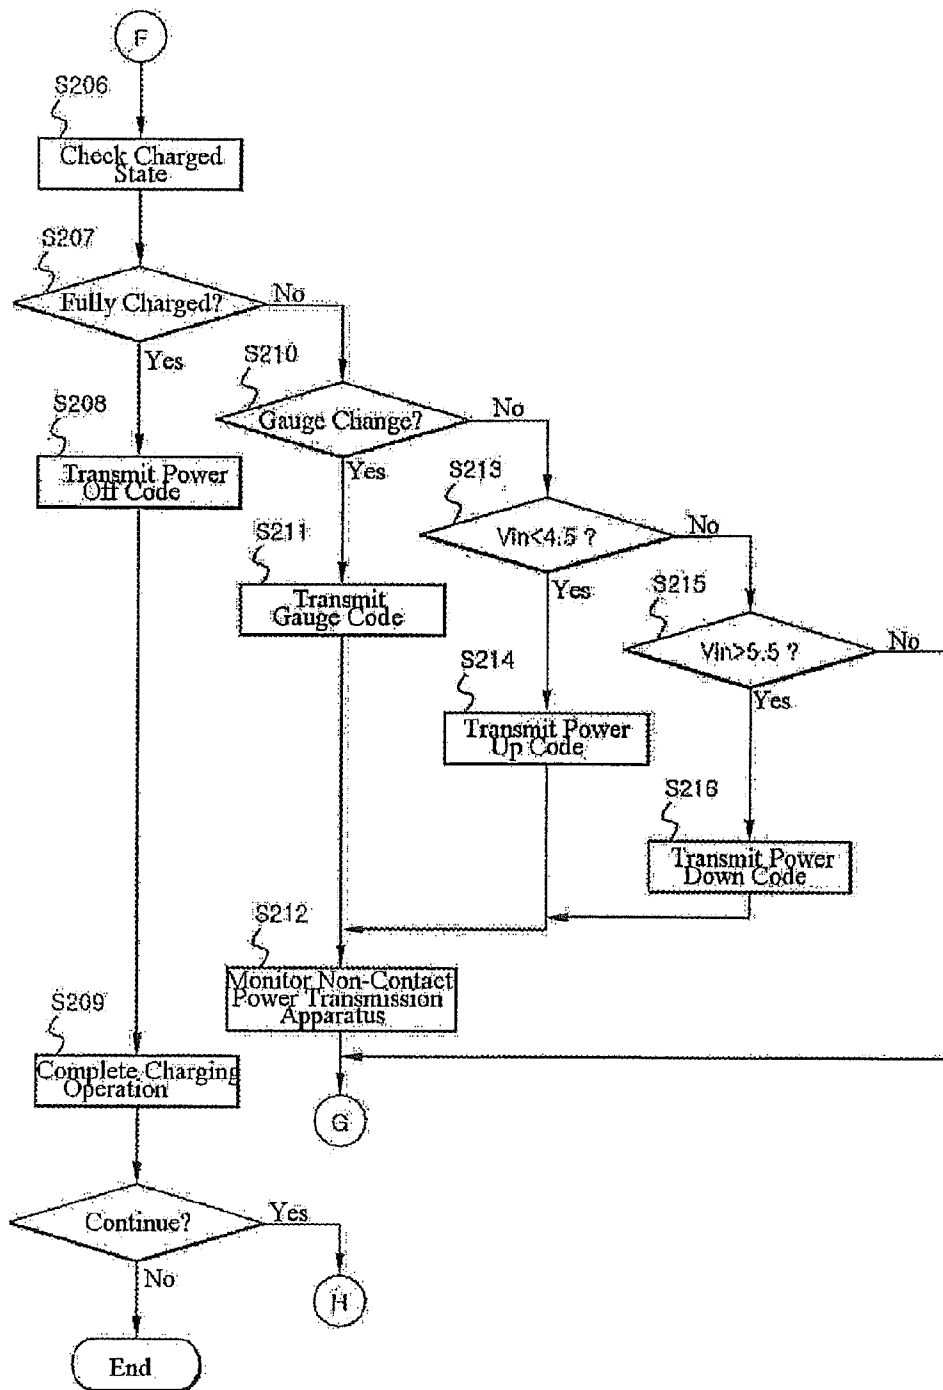 F
S206
Check Charged
State
S207
Fully Charged?
No
Yes
S210
Gauge Change?
No
Yes
S208
Transmit Power
Off Code
S213
Vin<4.5 ?
No
Yes
S211
Transmit
Gauge Code
S215
Vin>5.5 ?
No
Yes
S214
Transmit Power
Up Code
S216
Transmit Power
Down Code
S212
Monitor Non-Contact
Power Transmission
Apparatus
S209
Complete Charging
Operation
G
Continue?
Yes
No
H
End